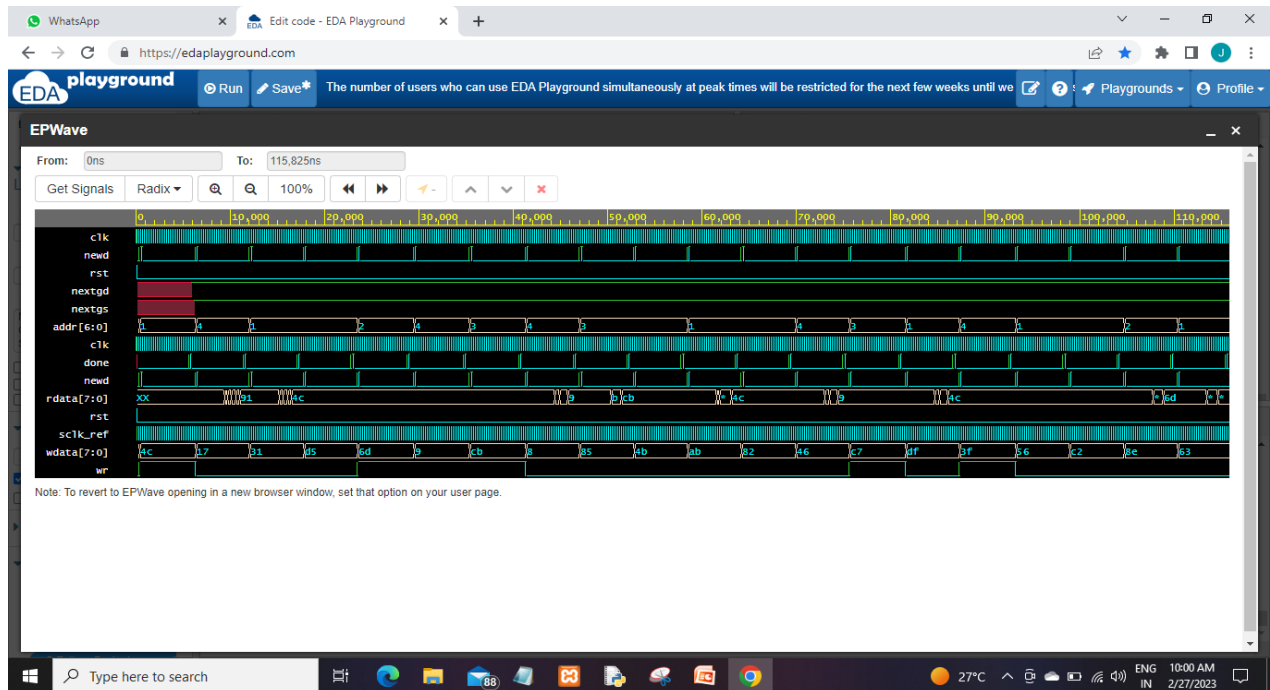 WhatsApp
EDA Edit code - EDA Playground
https://edaplayground.com
EDA playground Run Save* The number of users who can use EDA Playground simultaneously at peak times will be restricted for the next few weeks until we Playgrounds Profile
EPWave
From: 0ns To: 115,825ns
Get Signals Radix 100%
0 10,000 20,000 30,000 40,000 50,000 60,000 70,000 80,000 90,000 100,000 110,000
clk
newd
rst
nextgd
nextgs
addr[6:0] 1 4 1 2 4 3 4 3 1 4 3 1 4 1 2 1
clk
done
newd
rdata[7:0] XX 91 4c 9 b cb * 4c 9 4c * 6d * *
rst
sclk_ref
wdata[7:0] 4c 17 31 d5 6d 9 cb 8 85 4b ab 82 46 c7 df 3f 56 c2 8e 63
wr
Note: To revert to EPWave opening in a new browser window, set that option on your user page.
Type here to search
88
27°C
ENG
IN
10:00 AM
2/27/2023